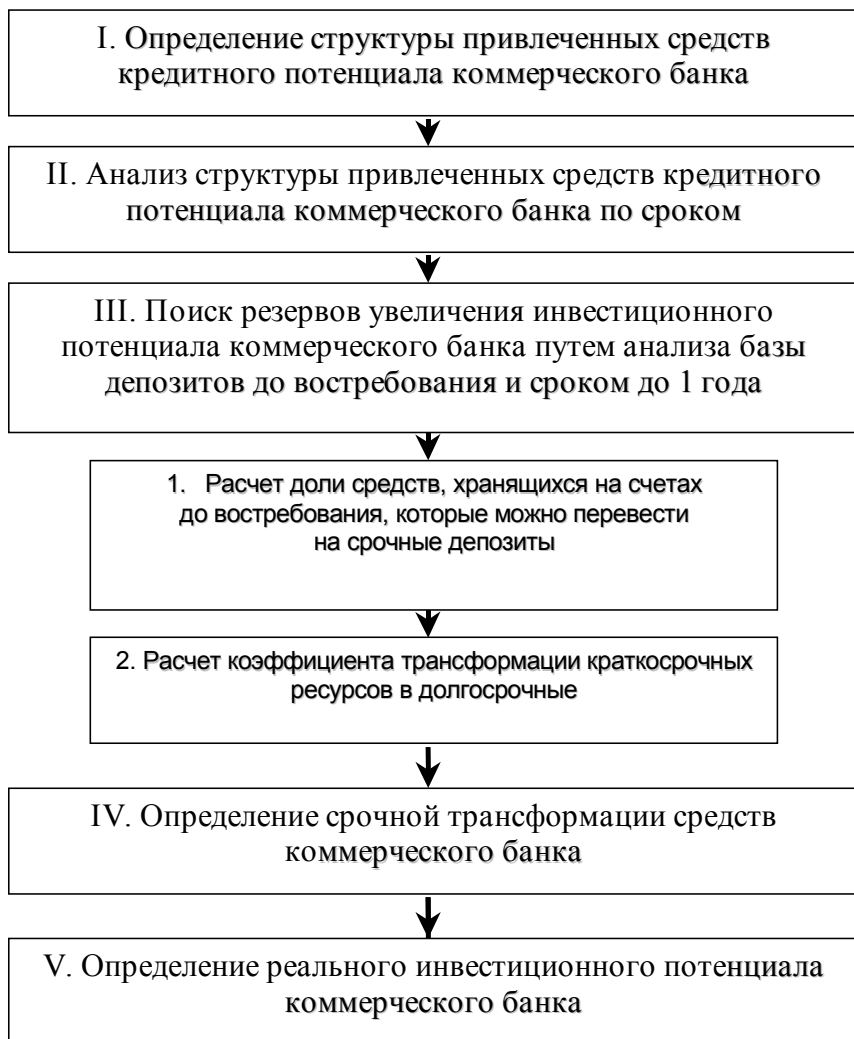 I. Определение структуры привлеченных средств
кредитного потенциала коммерческого банка
II. Анализ структуры привлеченных средств кредитного
потенциала коммерческого банка по сроком
III. Поиск резервов увеличения инвестиционного
потенциала коммерческого банка путем анализа базы
депозитов до востребования и сроком до 1 года
1. Расчет доли средств, хранящихся на счетах
до востребования, которые можно перевести
на срочные депозиты
2. Расчет коэффициента трансформации краткосрочных
ресурсов в долгосрочные
IV. Определение срочной трансформации средств
коммерческого банка
V. Определение реального инвестиционного потенциала
коммерческого банка